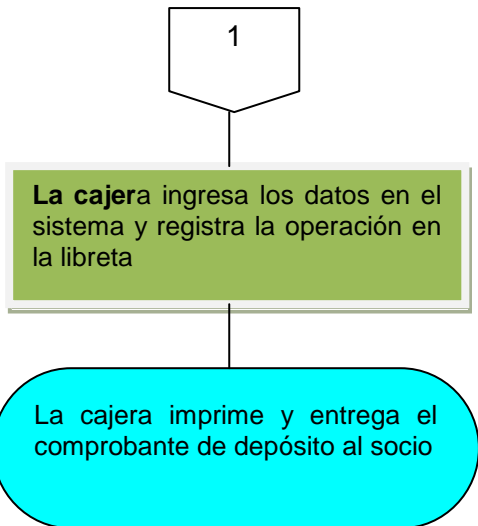 1
La cajera ingresa los datos en el
sistema y registra la operación en
la libreta
La cajera imprime y entrega el
comprobante de depósito al socio